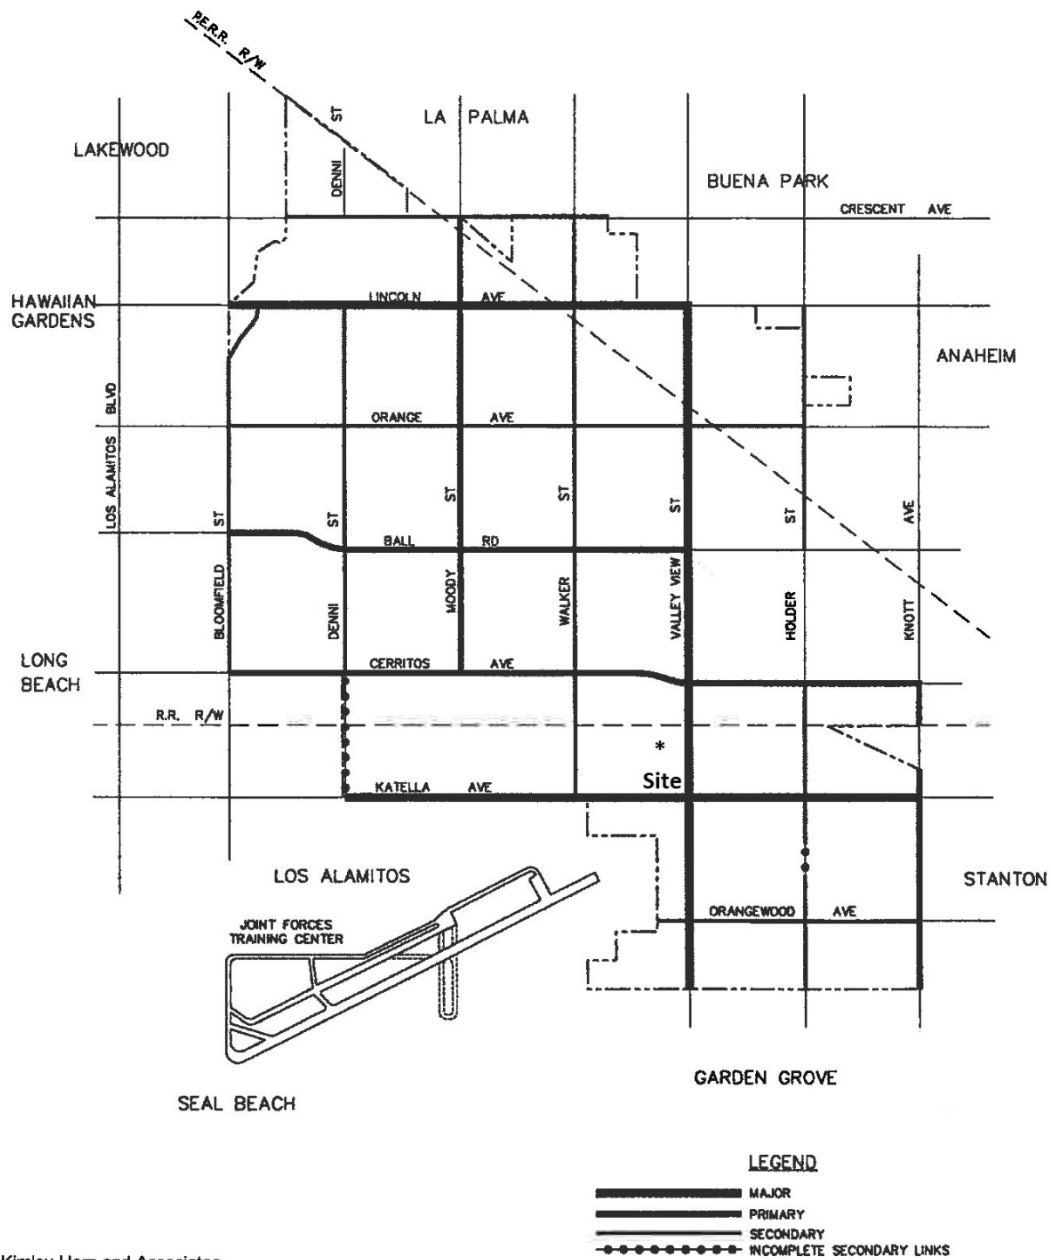 P.E.R.R. R/W
LA PALMA
LAKEWOOD
DENNI ST
BUENA PARK
CRESCENT AVE
HAWAIIAN
GARDENS
LINCOLN AVE
ANAHEIM
LOS ALAMITOS BLVD
ORANGE AVE
BLOOMFIELD ST
DENNI ST
MOODY ST
WALKER ST
VALLEY VIEW ST
HOLDER ST
KNOTT AVE
BALL RD
LONG
BEACH
CERRITOS AVE
R.R. R/W
*
Site
KATELLA AVE
LOS ALAMITOS
STANTON
JOINT FORCES
TRAINING CENTER
ORANGEWOOD AVE
GARDEN GROVE
SEAL BEACH
LEGEND
MAJOR
PRIMARY
SECONDARY
INCOMPLETE SECONDARY LINKS